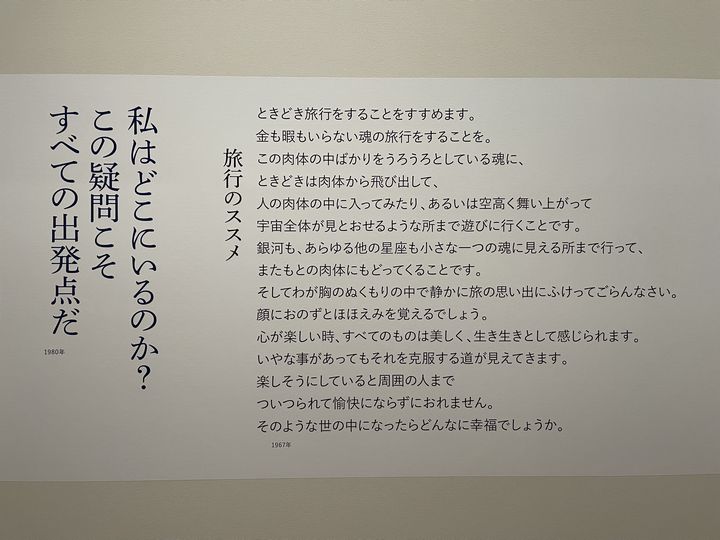 私はどこにいるのか？
この疑問こそ
すべての出発点だ
1980年
旅行のススメ
ときどき旅行をすることをすすめます。
金も暇もいらない魂の旅行をすることを。
この肉体の中ばかりをうろうろとしている魂に、
ときどきは肉体から飛び出して、
人の肉体の中に入ってみたり、あるいは空高く舞い上がって
宇宙全体が見とおせるような所まで遊びに行くことです。
銀河も、あらゆる他の星座も小さな一つの魂に見える所まで行って、
またもとの肉体にもどってくることです。
そしてわが胸のぬくもりの中で静かに旅の思い出にふけってごらんなさい。
顔におのずとほほえみを覚えるでしょう。
心が楽しい時、すべてのものは美しく、生き生きとして感じられます。
いやな事があってもそれを克服する道が見えてきます。
楽しそうにしていると周囲の人まで
ついつられて愉快にならずにおれません。
そのような世の中になったらどんなに幸福でしょうか。
1967年